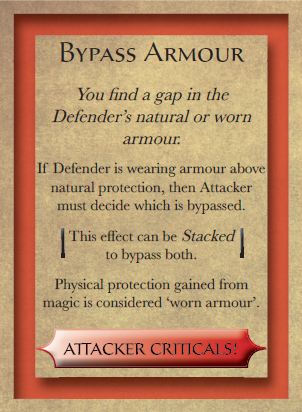 BYPASS ARMOUR
You find a gap in the
Defender's natural or worn
armour.
If Defender is wearing armour above
natural protection, then Attacker
must decide which is bypassed.
This effect can be Stacked
to bypass both.
Physical protection gained from
magic is considered 'worn armour'.
ATTACKER CRITICALS!